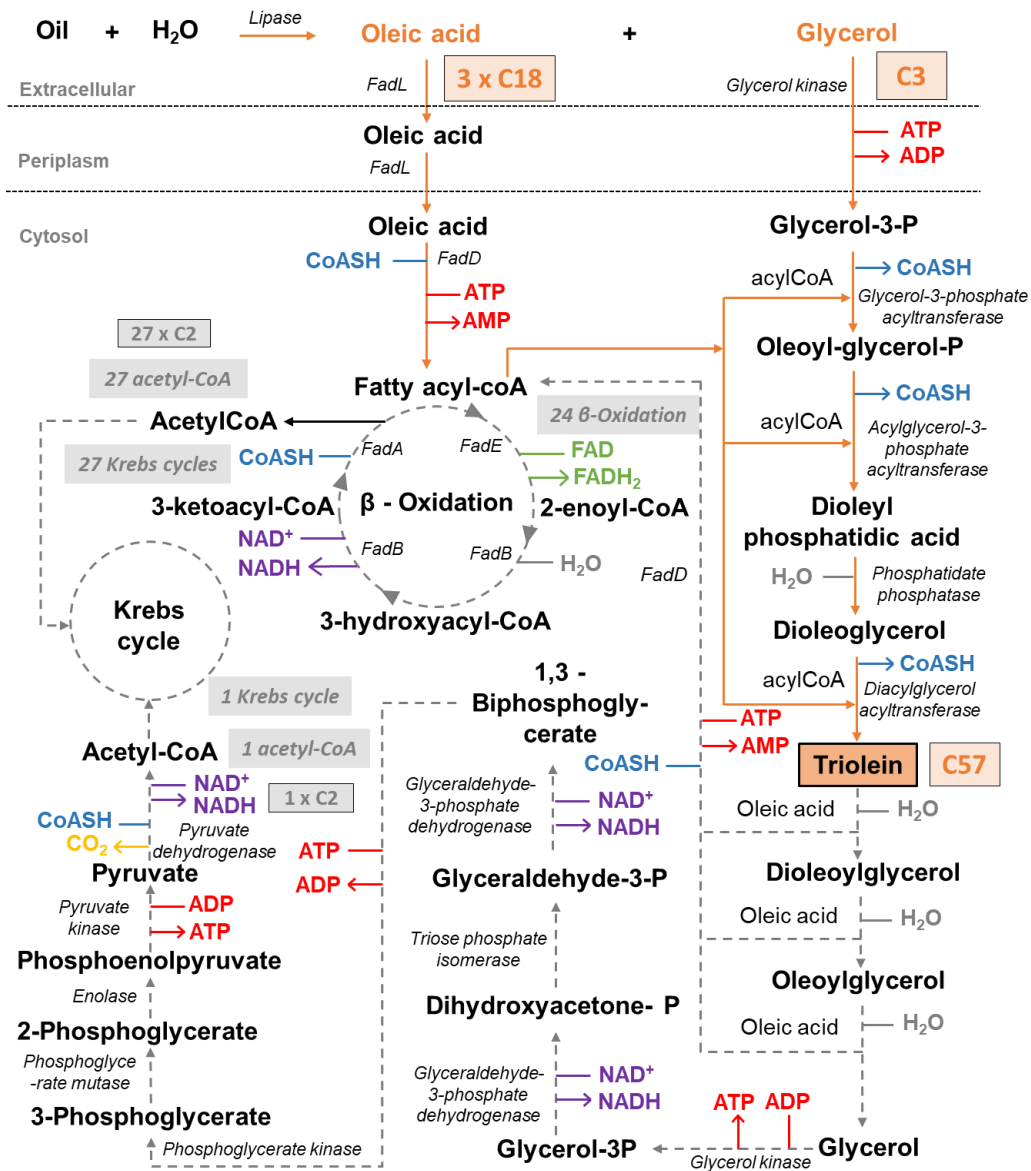 Oil + H2O Lipase Oleic acid + Glycerol
3 x C18
C3
FadL
Glycerol kinase
Extracellular
Oleic acid
ATP
ADP
Periplasm
FadL
Cytosol
Oleic acid
Glycerol-3-P
CoASH FadD
CoASH
acylCoA
ATP
AMP
Glycerol-3-phosphate
acyltransferase
27 x C2
27 acetyl-CoA
Oleoyl-glycerol-P
Fatty acyl-coA
24 β-Oxidation
CoASH
AcetylCoA
acylCoA
Acylglycerol-3-
phosphate
acyltransferase
27 Krebs cycles
CoASH
FadA
FadE
FAD
FADH2
3-ketoacyl-CoA
β - Oxidation
2-enoyl-CoA
Dioleyl
phosphatidic acid
NAD+
NADH
FadB
FadB
H2O
FadD
H2O
Phosphatidate
phosphatase
3-hydroxyacyl-CoA
Krebs
cycle
Dioleoglycerol
CoASH
acylCoA
Diacylglycerol
acyltransferase
1,3 -
Biphosphogly-
cerate
1 Krebs cycle
ATP
AMP
Acetyl-CoA
1 acetyl-CoA
CoASH
Triolein
C57
NAD+
NADH
1 x C2
Glyceraldehyde-
3-phosphate
dehydrogenase
NAD+
NADH
Oleic acid
H2O
CoASH
CO2
Pyruvate
dehydrogenase
ATP
ADP
Pyruvate
Glyceraldehyde-3-P
Dioleoylglycerol
Pyruvate
kinase
ADP
ATP
Oleic acid
H2O
Triose phosphate
isomerase
Phosphoenolpyruvate
Oleoylglycerol
Enolase
Dihydroxyacetone- P
Oleic acid
H2O
2-Phosphoglycerate
Phosphoglyce
-rate mutase
Glyceraldehyde-
3-phosphate
dehydrogenase
NAD+
NADH
ATP ADP
3-Phosphoglycerate
Phosphoglycerate kinase
Glycerol-3P
Glycerol kinase
Glycerol